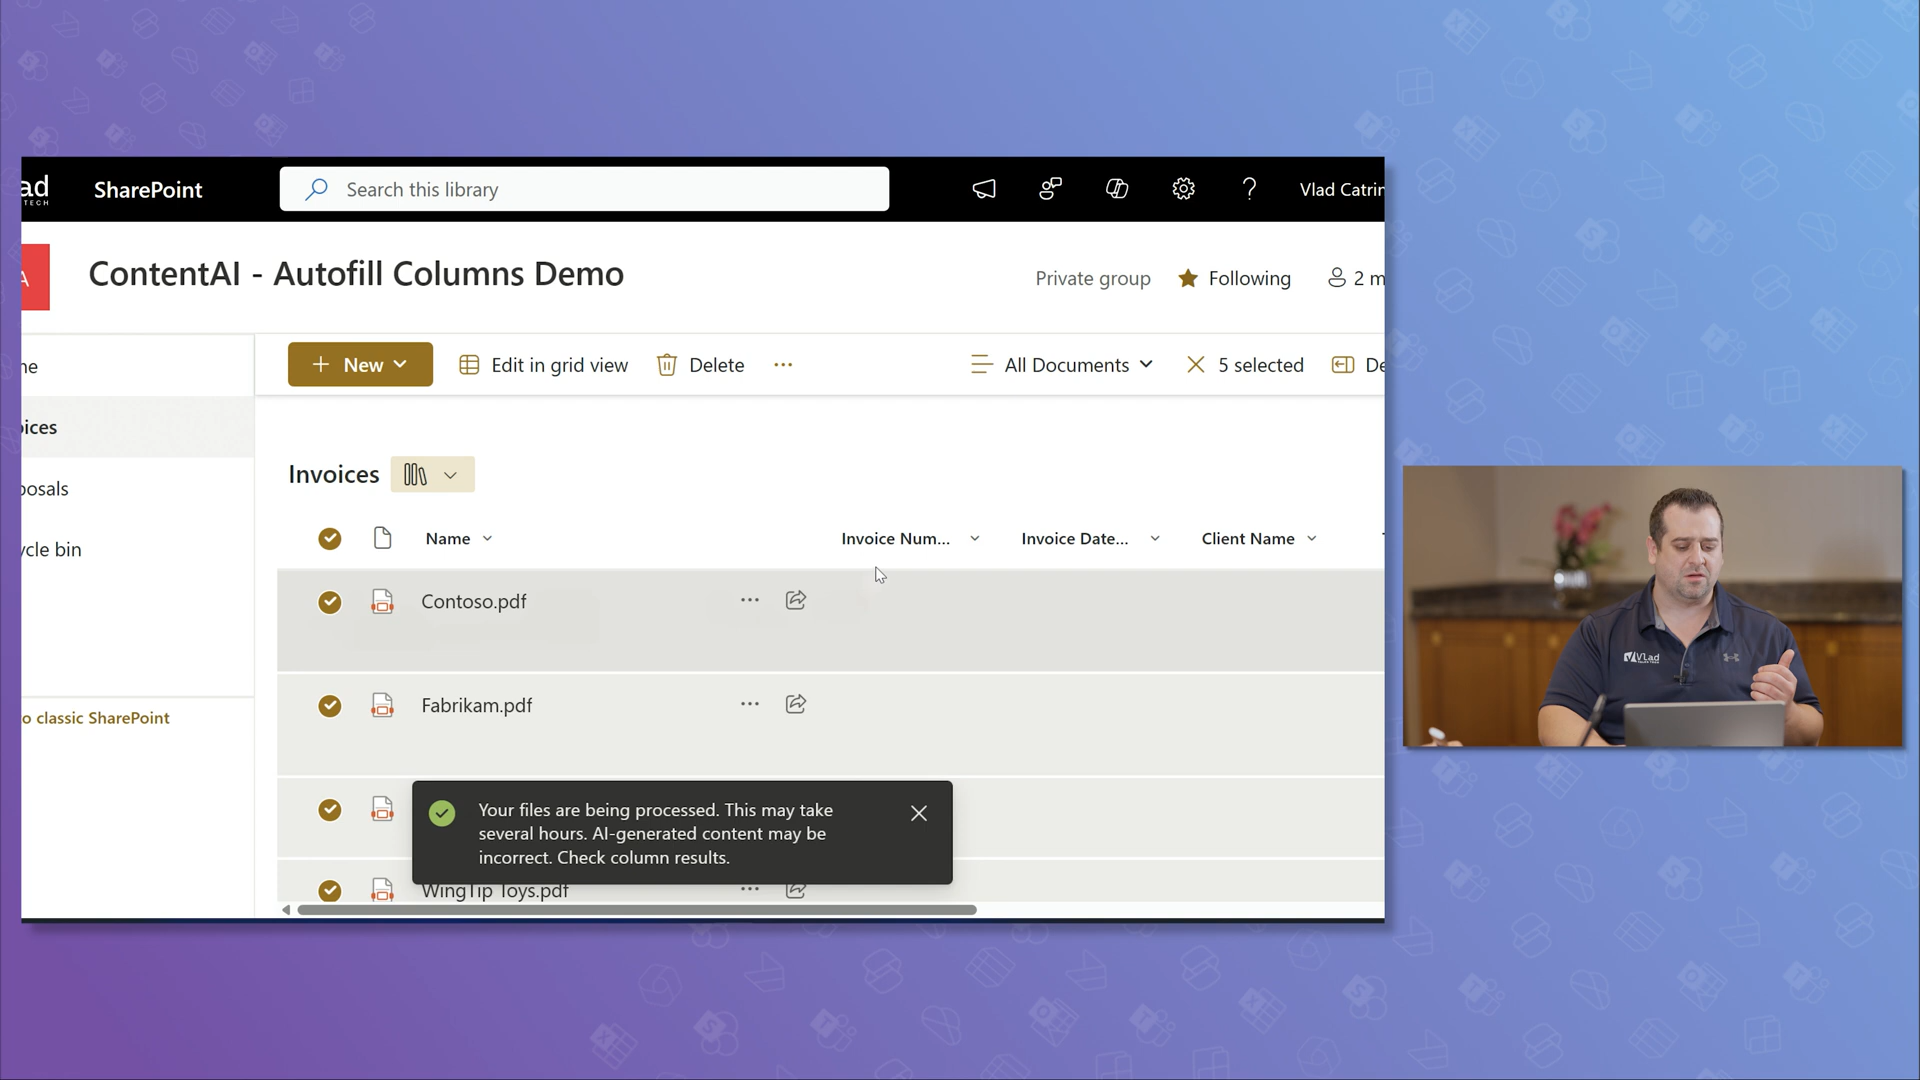 ad
TECH
SharePoint
Search this library
?
Vlad Catrin
A
ContentAI - Autofill Columns Demo
Private group
Following
2 m
ne
New
Edit in grid view
Delete
All Documents
5 selected
De
oices
Invoices
posals
Name
Invoice Num...
Invoice Date...
Client Name
ycle bin
Contoso.pdf
Fabrikam.pdf
o classic SharePoint
Your files are being processed. This may take
several hours. AI-generated content may be
incorrect. Check column results.
WingTip Toys.pdf
Vlad